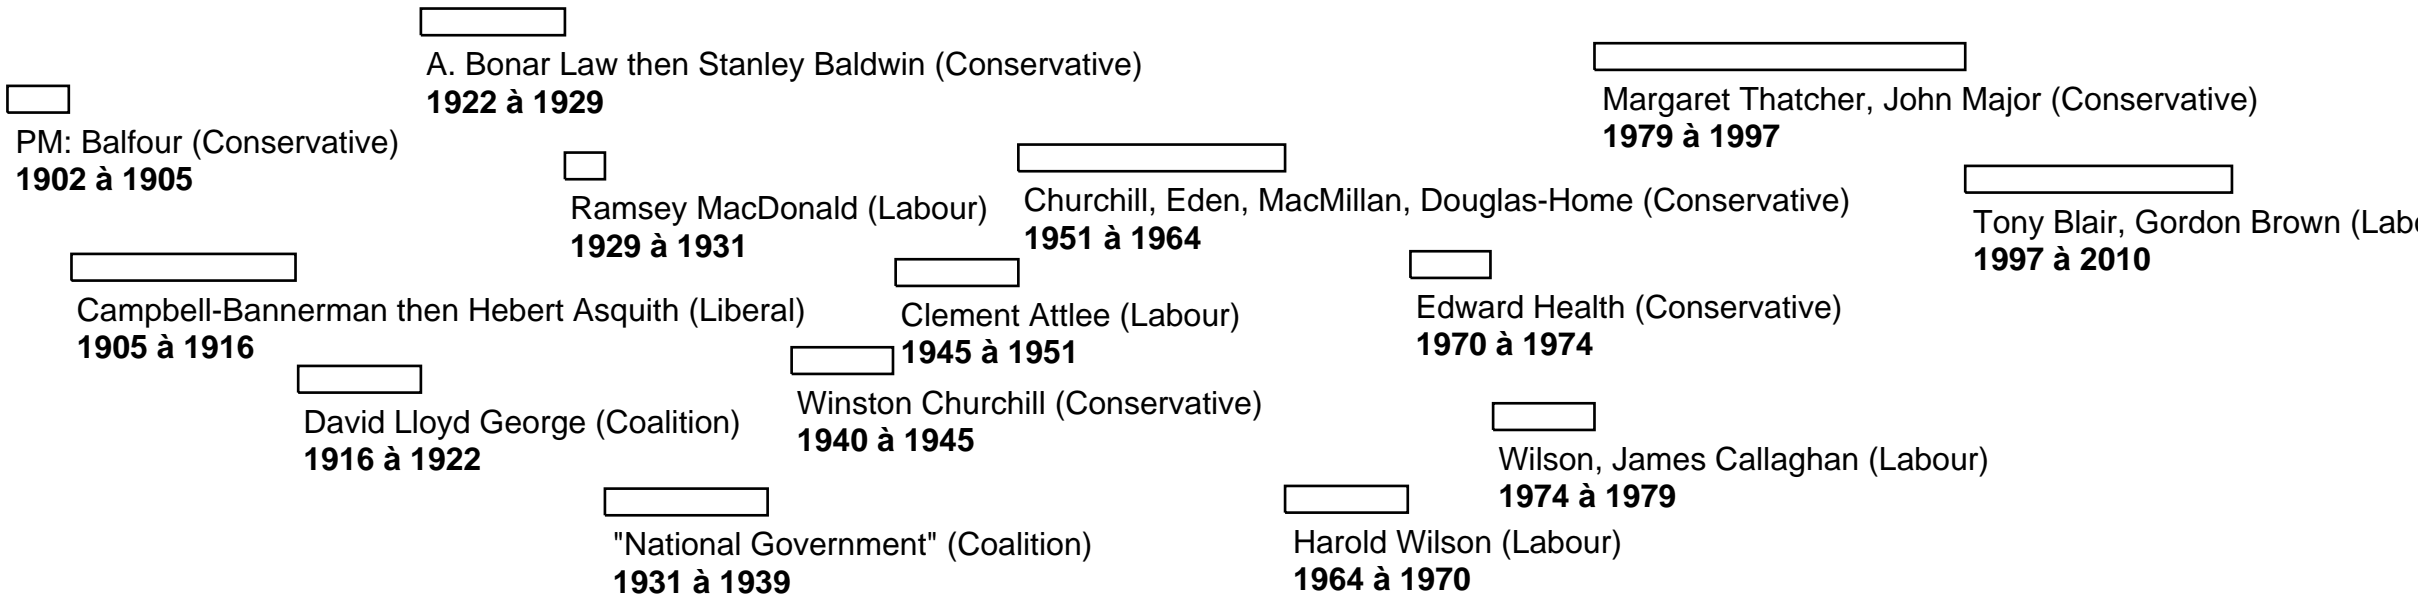 A. Bonar Law then Stanley Baldwin (Conservative)
1922 à 1929
Margaret Thatcher, John Major (Conservative)
1979 à 1997
PM: Balfour (Conservative)
1902 à 1905
Ramsey MacDonald (Labour)
1929 à 1931
Churchill, Eden, MacMillan, Douglas-Home (Conservative)
1951 à 1964
Tony Blair, Gordon Brown (Labo
1997 à 2010
Campbell-Bannerman then Hebert Asquith (Liberal)
1905 à 1916
Clement Attlee (Labour)
1945 à 1951
Edward Health (Conservative)
1970 à 1974
David Lloyd George (Coalition)
1916 à 1922
Winston Churchill (Conservative)
1940 à 1945
Wilson, James Callaghan (Labour)
1974 à 1979
"National Government" (Coalition)
1931 à 1939
Harold Wilson (Labour)
1964 à 1970